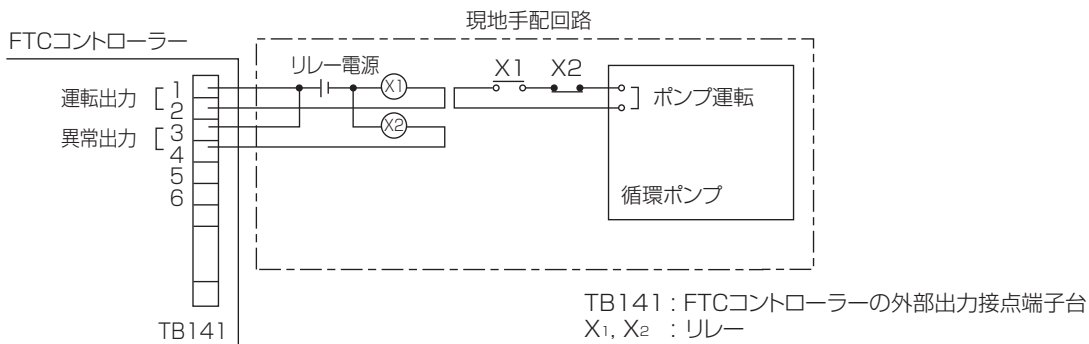 現地手配回路
FTCコントローラー
リレー電源
X1
X2
X1
X2
運転出力
異常出力
1
2
3
4
5
6
ポンプ運転
循環ポンプ
TB141
TB141 : FTCコントローラーの外部出力接点端子台
X1, X2 : リレー